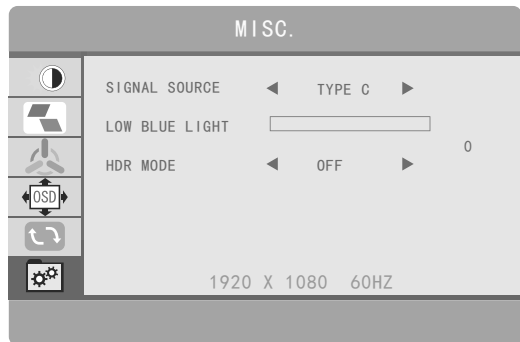 MISC.
SIGNAL SOURCE ◀ TYPE C ▶
LOW BLUE LIGHT 0
HDR MODE ◀ OFF ▶
OSD
1920 X 1080 60HZ